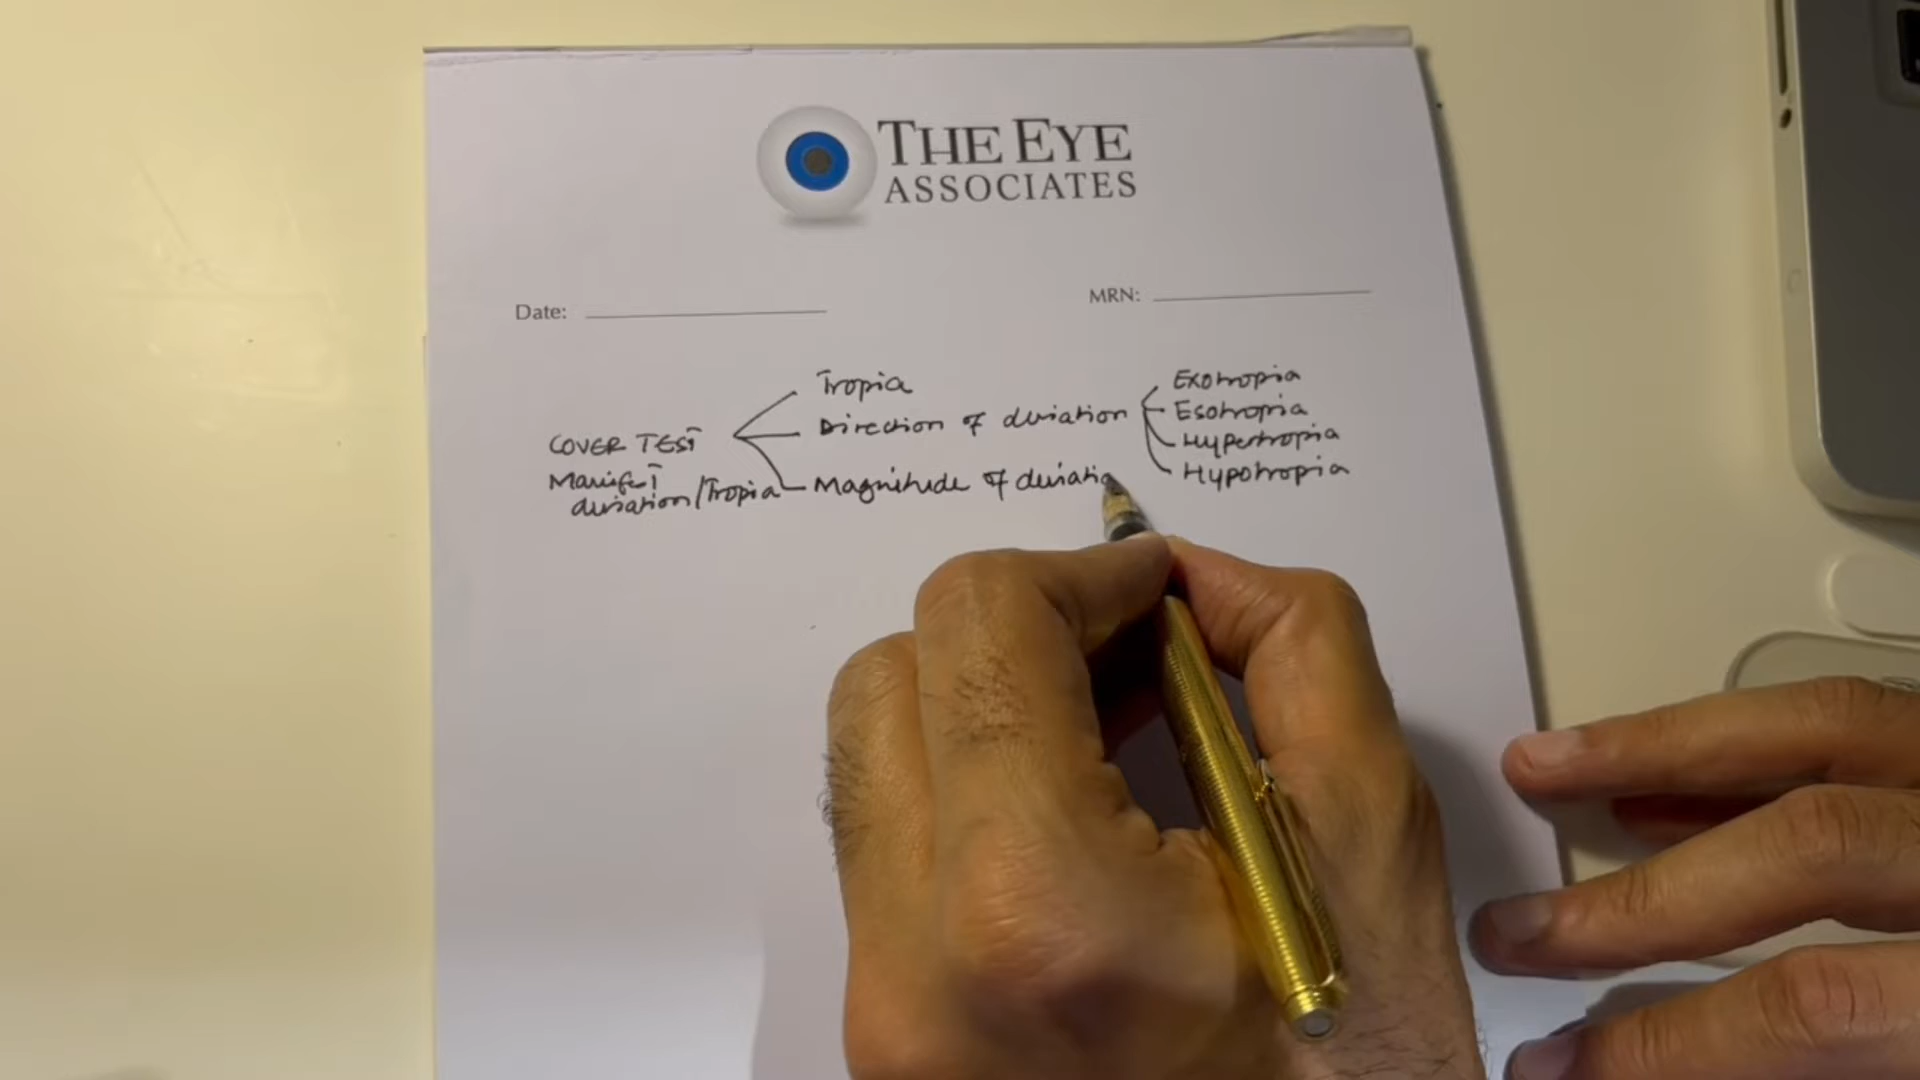 THE EYE
ASSOCIATES
Date:
MRN:
Tropia
Exotropia
Direction of deviation
Esotropia
COVER TEST
Hypertropia
Manifest
Hypotropia
deviation/Tropia
Magnitude of deviatio